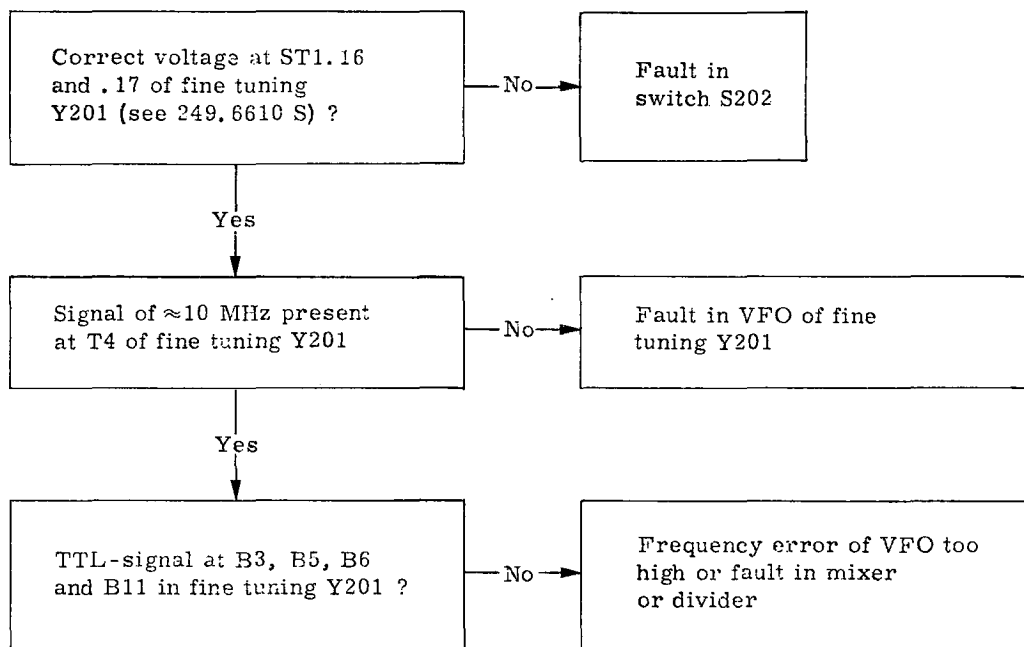 Correct voltage at ST1.16
and .17 of fine tuning
Y201 (see 249.6610 S) ?
No
Fault in
switch S202
Yes
Signal of ≈10 MHz present
at T4 of fine tuning Y201
No
Fault in VFO of fine
tuning Y201
Yes
TTL-signal at B3, B5, B6
and B11 in fine tuning Y201 ?
No
Frequency error of VFO too
high or fault in mixer
or divider